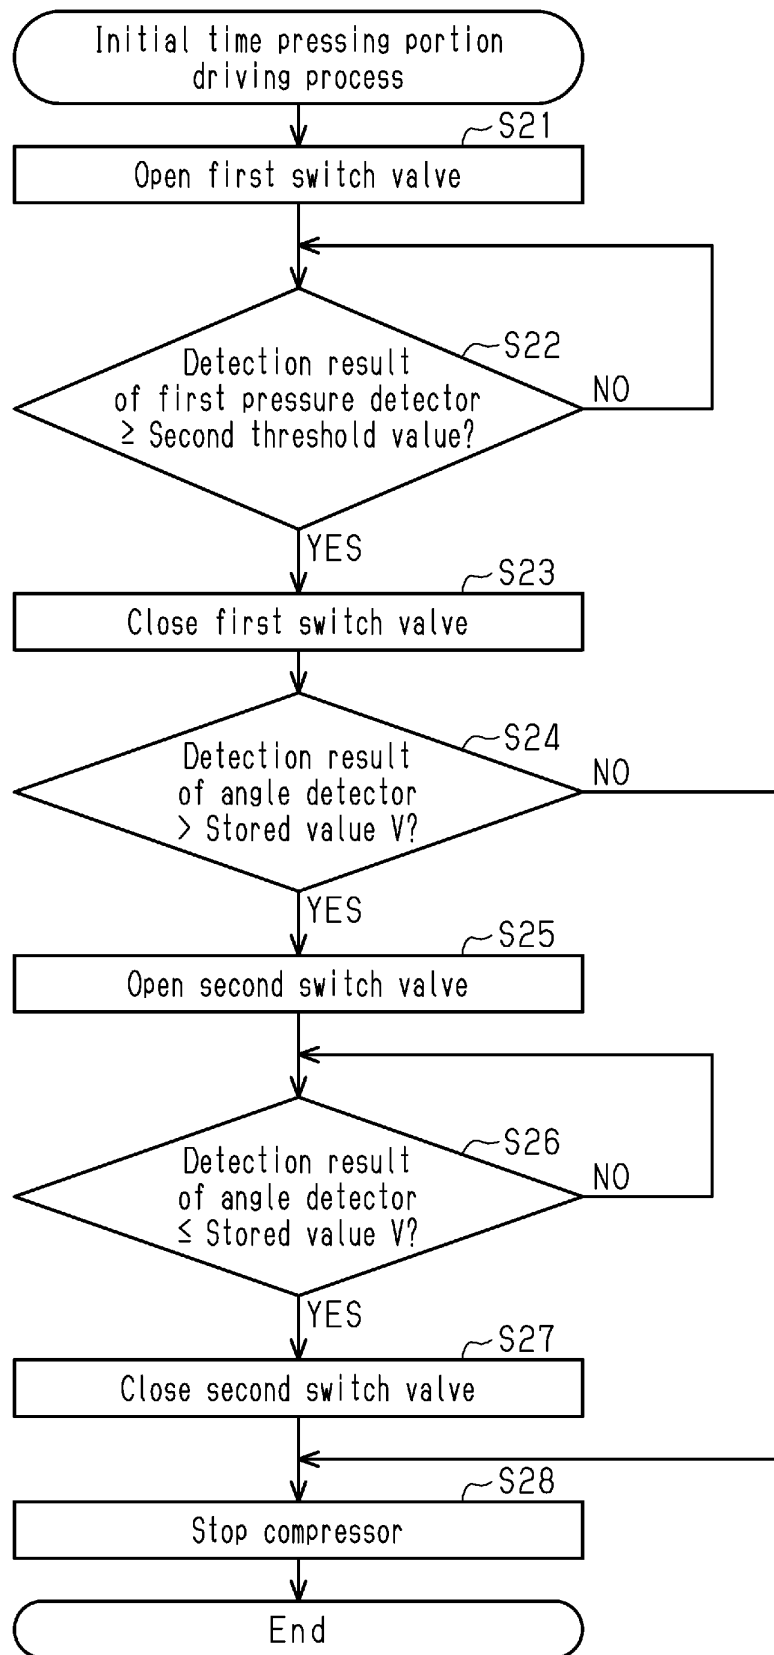 Initial time pressing portion
driving process
S21
Open first switch valve
S22
Detection result
of first pressure detector
≥ Second threshold value?
NO
YES
S23
Close first switch valve
S24
Detection result
of angle detector
> Stored value V?
NO
YES
S25
Open second switch valve
S26
Detection result
of angle detector
≤ Stored value V?
NO
YES
S27
Close second switch valve
S28
Stop compressor
End